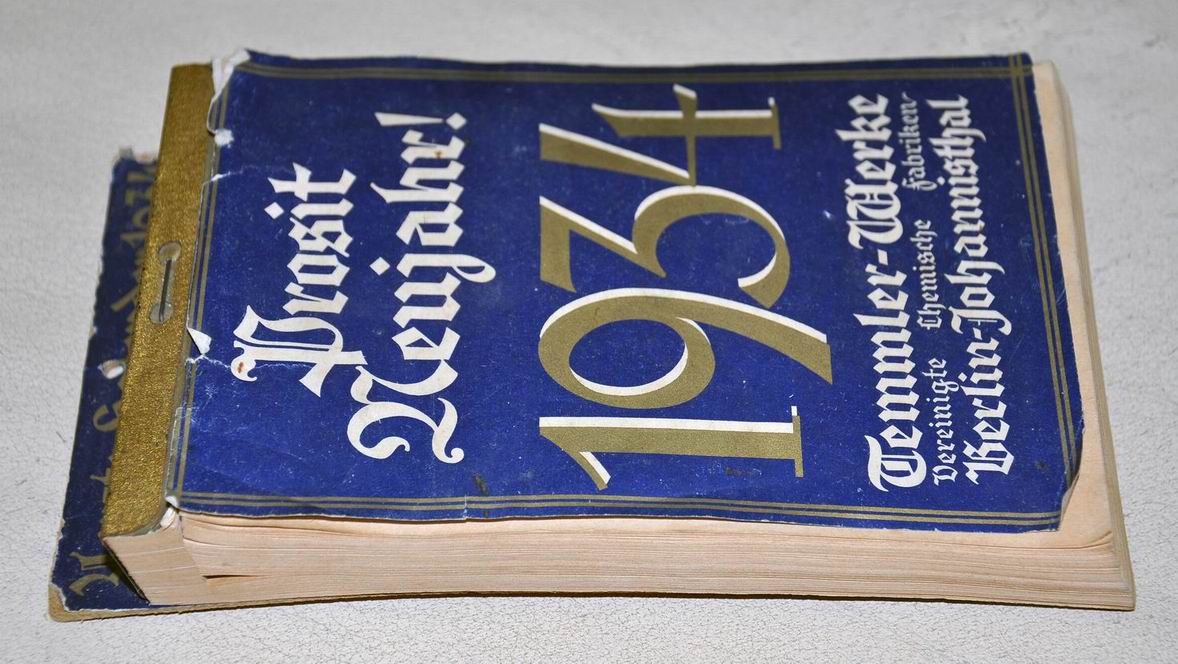 Prosit
Neujahr!
1934
Temmler-Werke
Vereinigte Chemische Fabriken
Berlin-Johannisthal